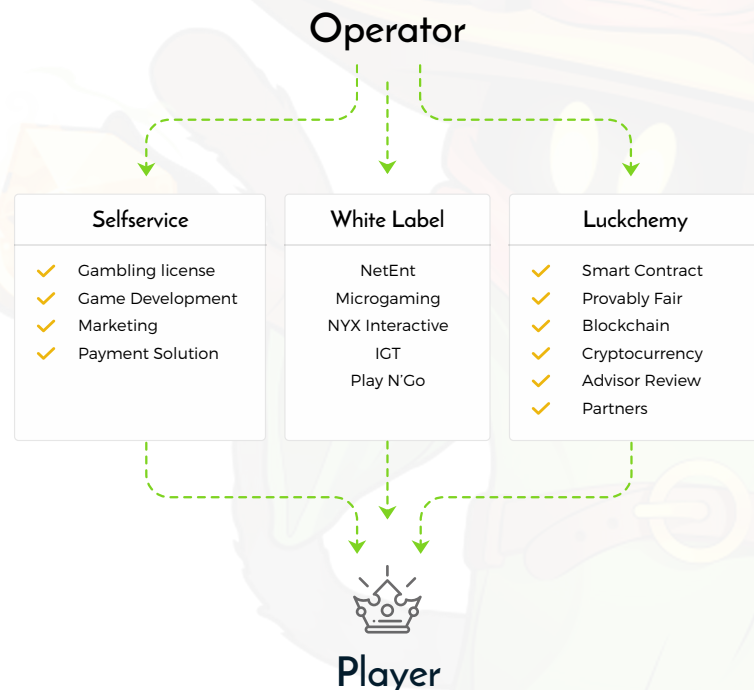 Operator
Selfservice
Gambling license
Game Development
Marketing
Payment Solution
White Label
NetEnt
Microgaming
NYX Interactive
IGT
Play N’Go
Luckchemy
Smart Contract
Provably Fair
Blockchain
Cryptocurrency
Advisor Review
Partners
Player